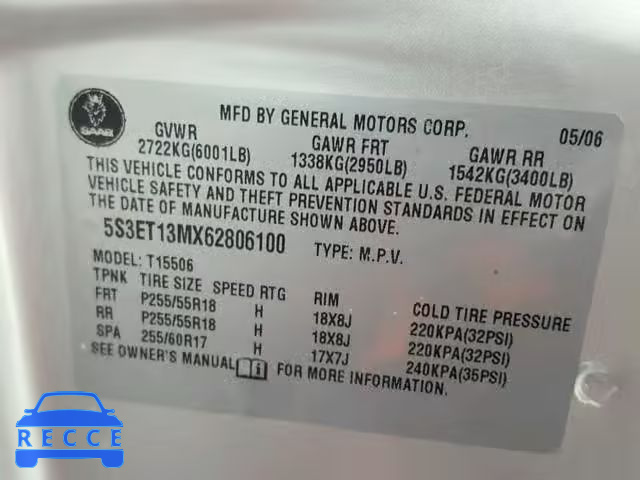 SAAB
MFD BY GENERAL MOTORS CORP. 05/06
GVWR GAWR FRT GAWR RR
2722KG(6001LB) 1338KG(2950LB) 1542KG(3400LB)
THIS VEHICLE CONFORMS TO ALL APPLICABLE U.S. FEDERAL MOTOR
VEHICLE SAFETY AND THEFT PREVENTION STANDARDS IN EFFECT ON
THE DATE OF MANUFACTURE SHOWN ABOVE.
5S3ET13MX62806100 TYPE: M.P.V.
MODEL: T15506
TPNK TIRE SIZE SPEED RTG RIM COLD TIRE PRESSURE
FRT P255/55R18 H 18X8J 220KPA(32PSI)
RR P255/55R18 H 18X8J 220KPA(32PSI)
SPA 255/60R17 H 17X7J 240KPA(35PSI)
SEE OWNER'S MANUAL i FOR MORE INFORMATION.
RECCE